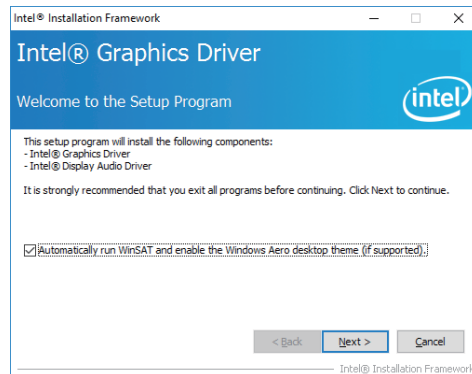 Intel® Installation Framework
Intel® Graphics Driver
Welcome to the Setup Program
intel
This setup program will install the following components:
- Intel® Graphics Driver
- Intel® Display Audio Driver
It is strongly recommended that you exit all programs before continuing. Click Next to continue.
Automatically run WinSAT and enable the Windows Aero desktop theme (if supported).
< Back Next > Cancel
Intel® Installation Framework